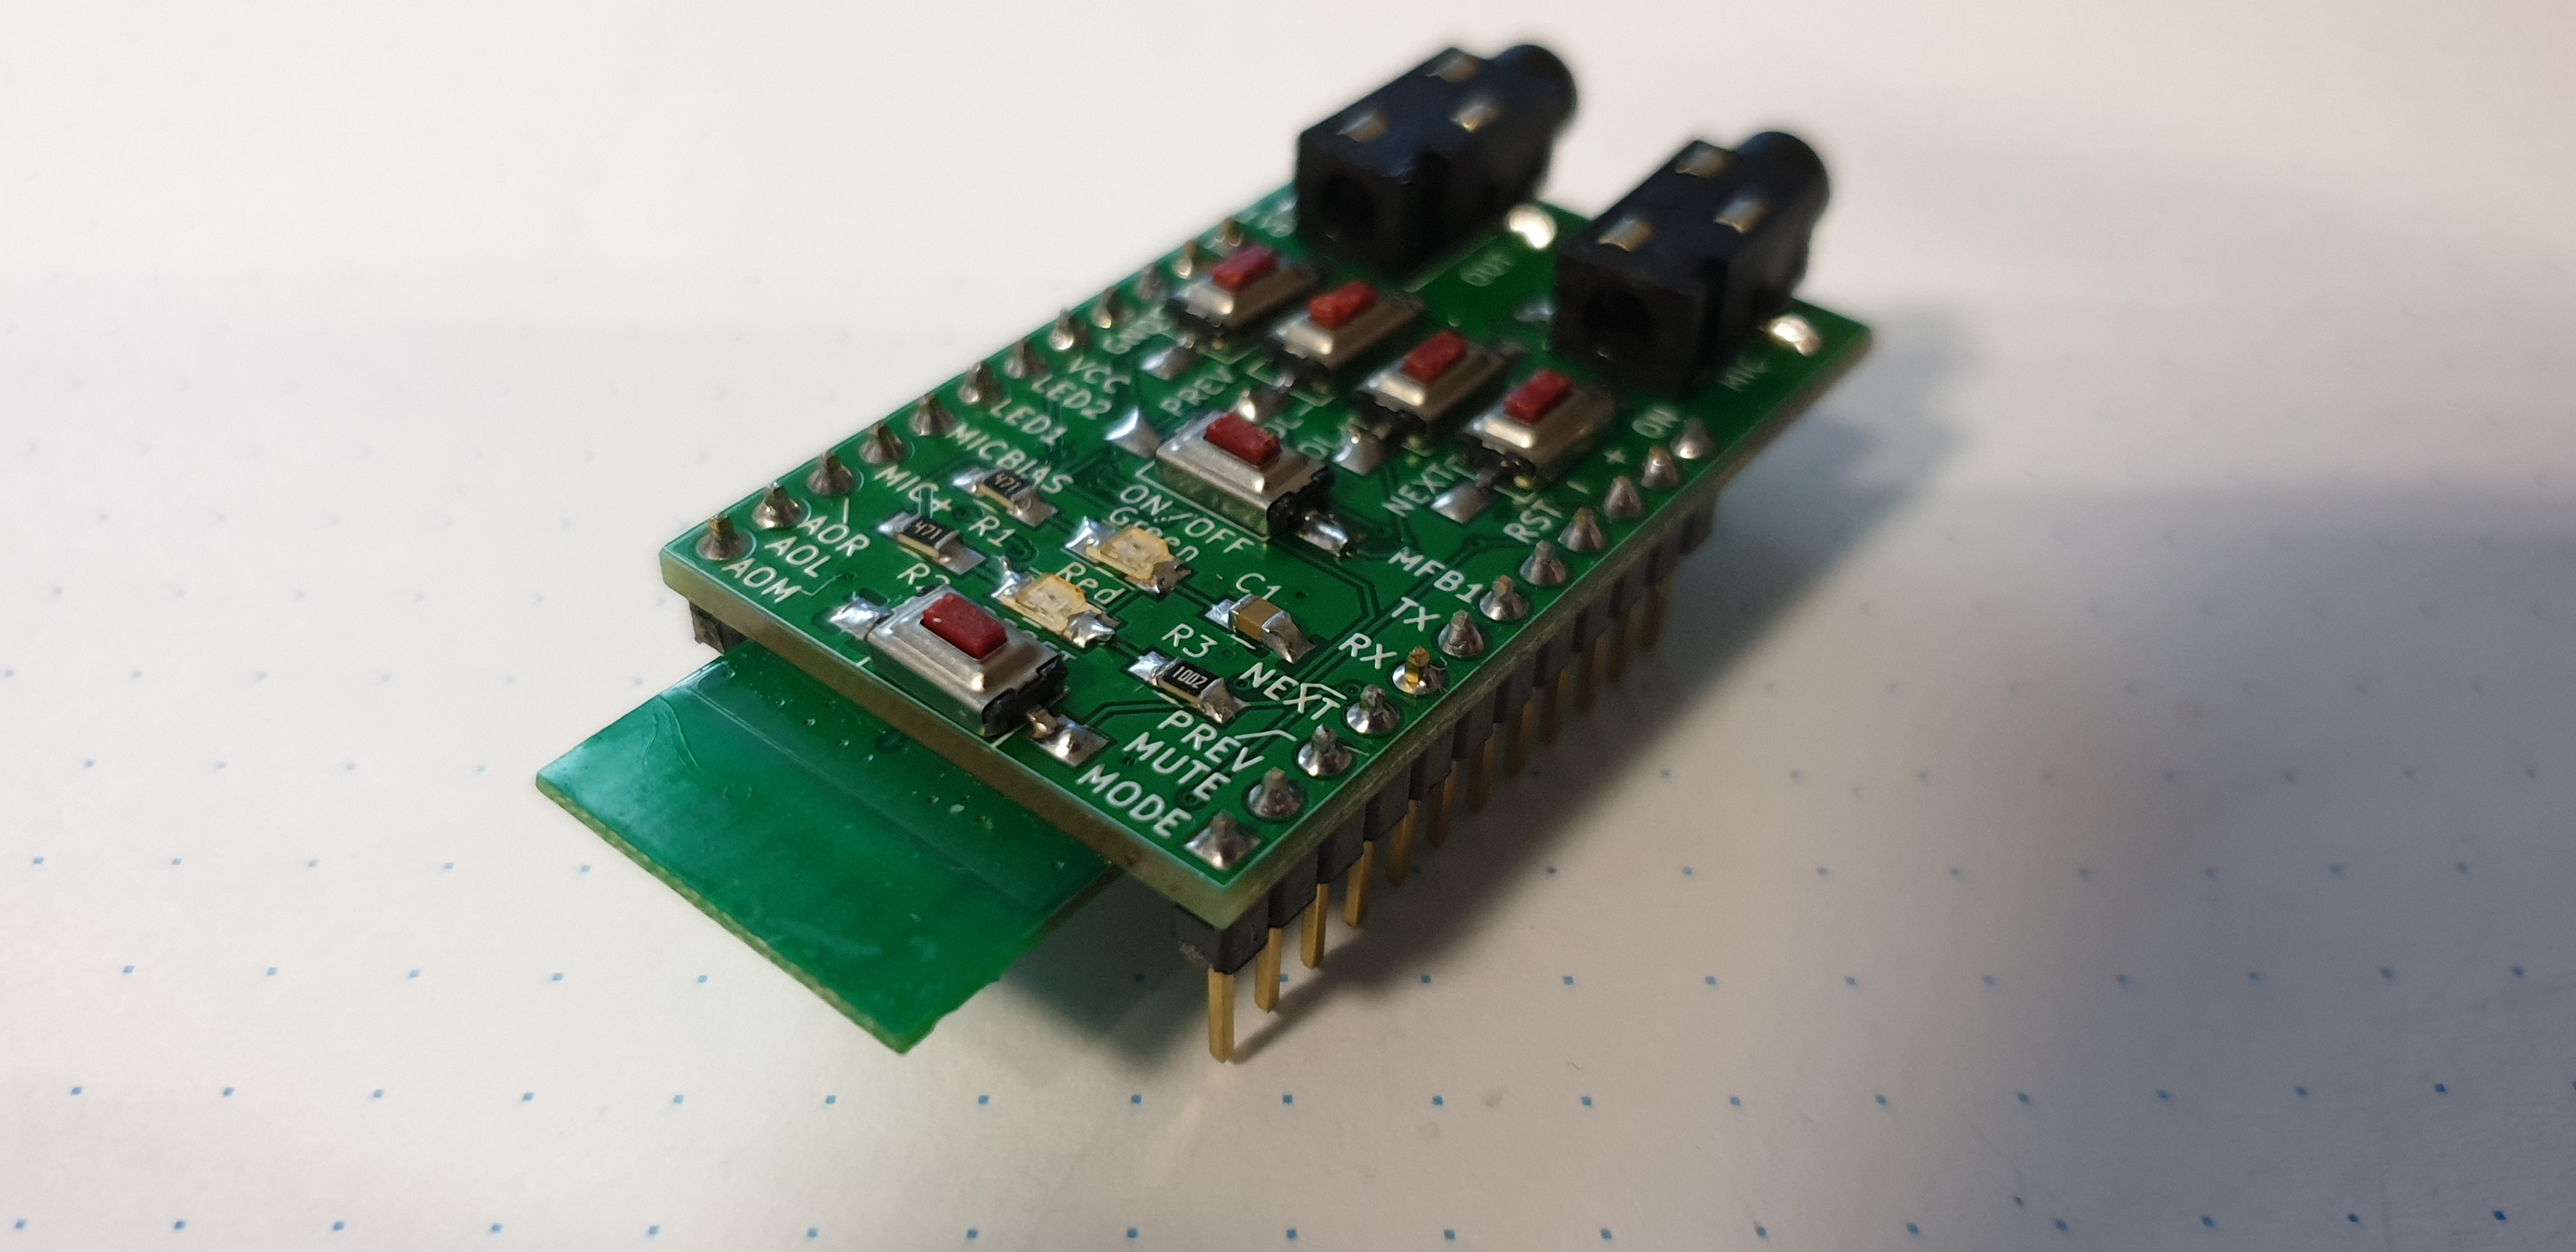 OUT
MIC
GND
VCC
LED2
LED1
MICBIAS
MIC+
AOR
AOL
AOM
PREV
NEXT
RST
-
+
ON
ON/OFF
Green
471
R1
471
R2
Red
C1
R3
1002
MFB1
TX
RX
NEXT
PREV
MUTE
MODE